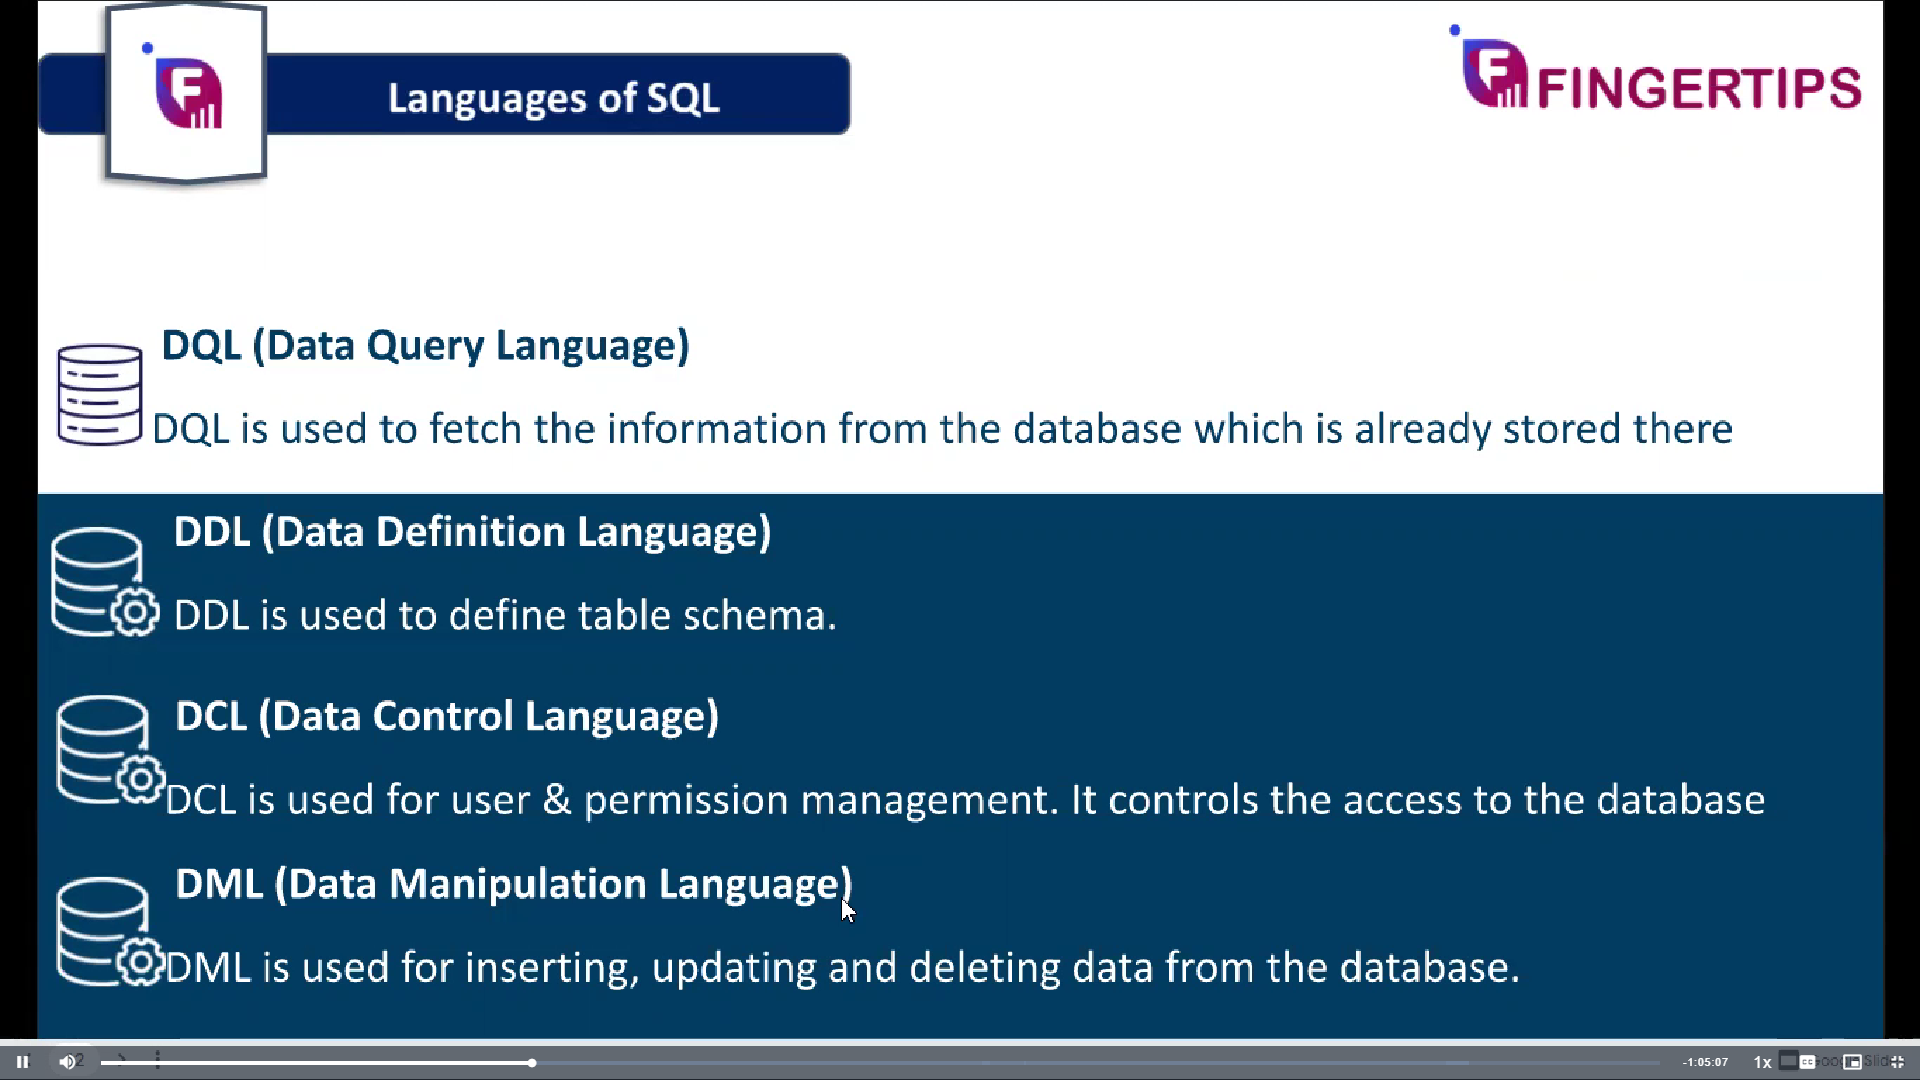 Languages of SQL
FINGERTIPS
DQL (Data Query Language)
DQL is used to fetch the information from the database which is already stored there
DDL (Data Definition Language)
DDL is used to define table schema.
DCL (Data Control Language)
DCL is used for user & permission management. It controls the access to the database
DML (Data Manipulation Language)
DML is used for inserting, updating and deleting data from the database.
-1:05:07 1x